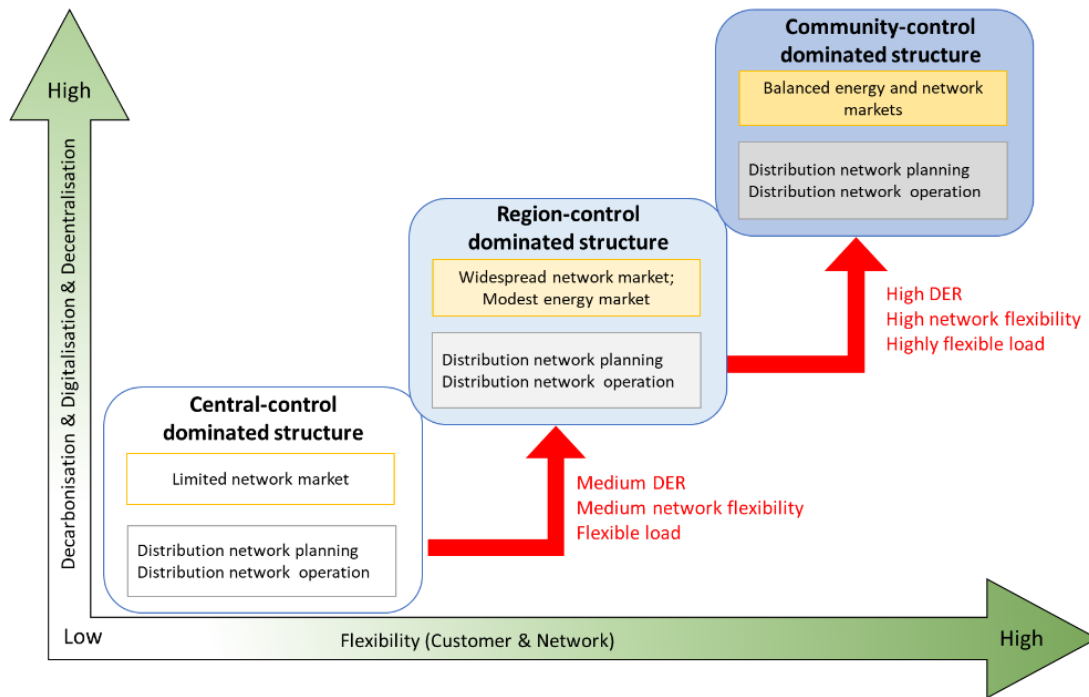 Community-control
dominated structure
Balanced energy and network
markets
Distribution network planning
Distribution network operation
High
Decarbonisation & Digitalisation & Decentralisation
Region-control
dominated structure
Widespread network market;
Modest energy market
Distribution network planning
Distribution network operation
High DER
High network flexibility
Highly flexible load
Central-control
dominated structure
Limited network market
Distribution network planning
Distribution network operation
Medium DER
Medium network flexibility
Flexible load
Low
Flexibility (Customer & Network)
High